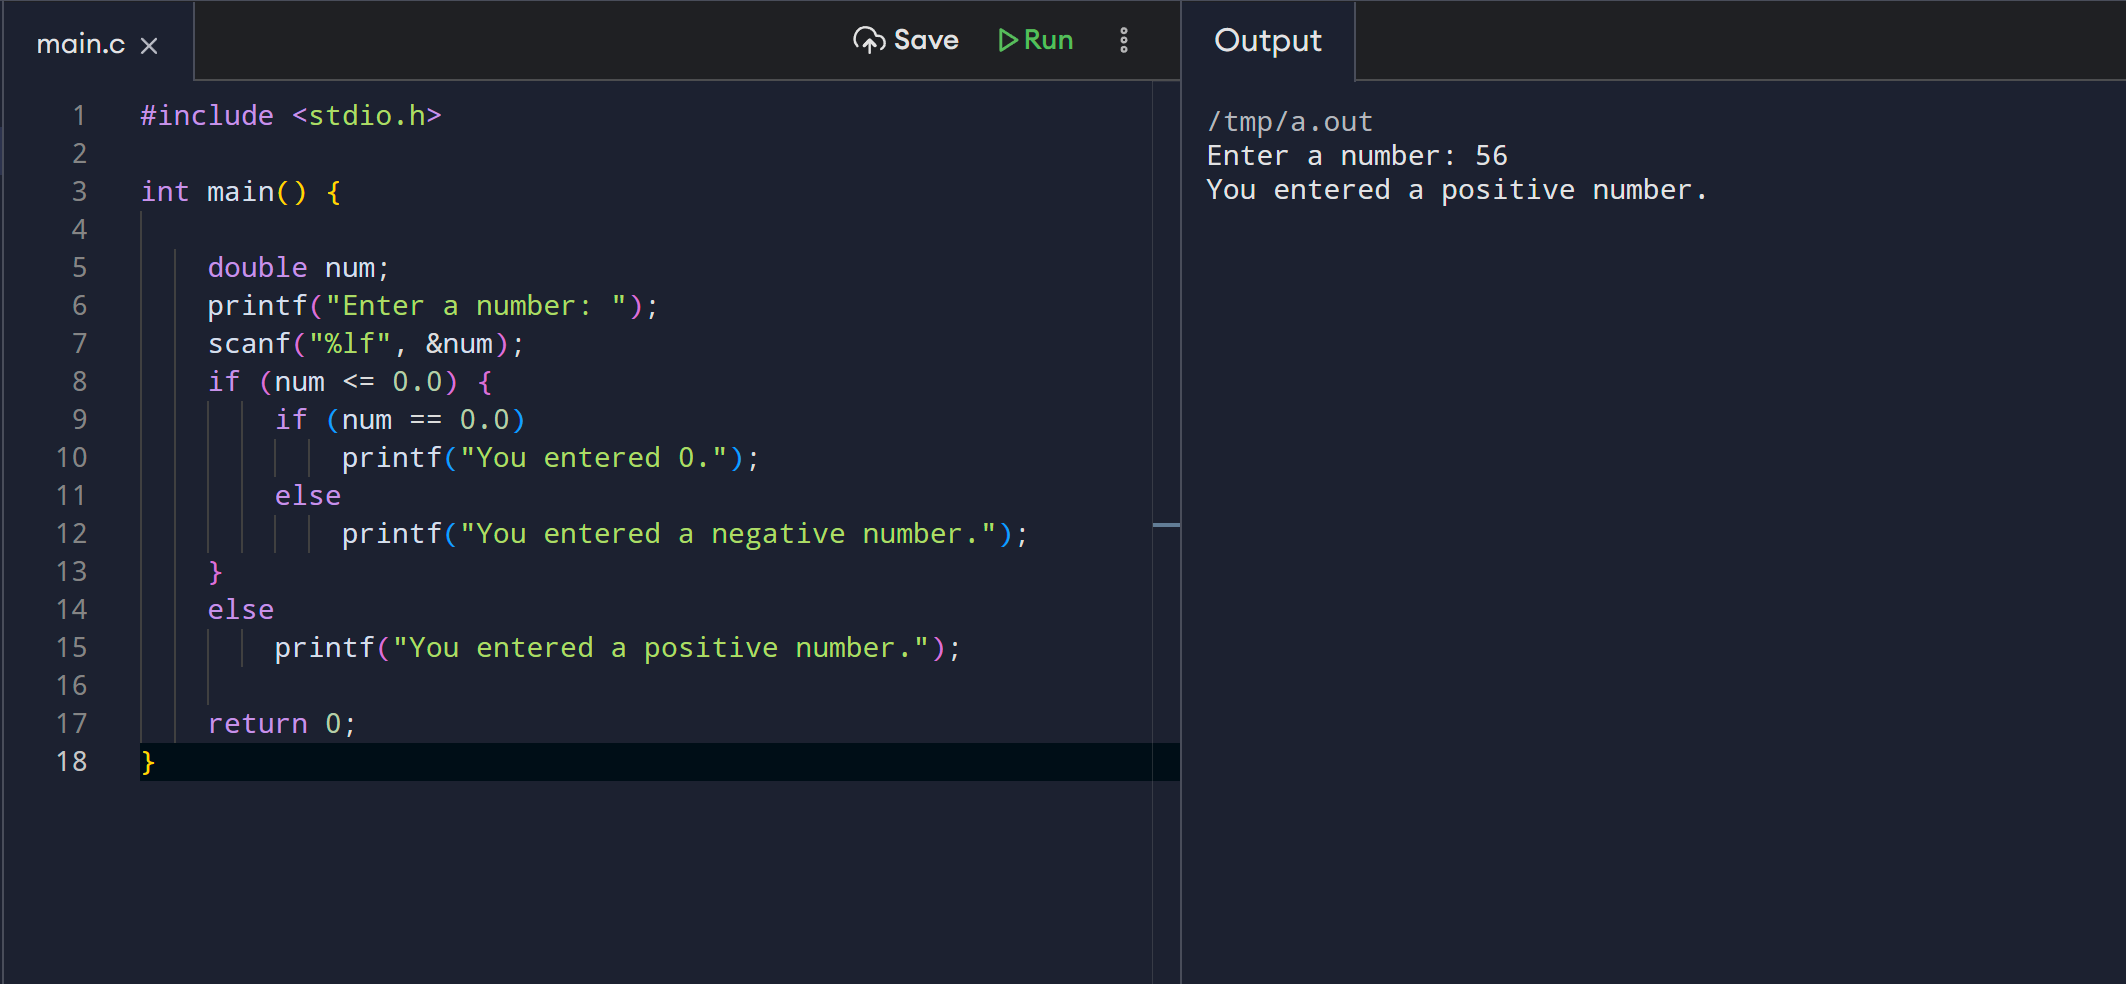 main.c
Save
Run
Output
1 #include <stdio.h>
2
3 int main() {
4
5     double num;
6     printf("Enter a number: ");
7     scanf("%lf", &num);
8     if (num <= 0.0) {
9         if (num == 0.0)
10             printf("You entered 0.");
11         else
12             printf("You entered a negative number.");
13     }
14     else
15         printf("You entered a positive number.");
16
17     return 0;
18 }
/tmp/a.out
Enter a number: 56
You entered a positive number.